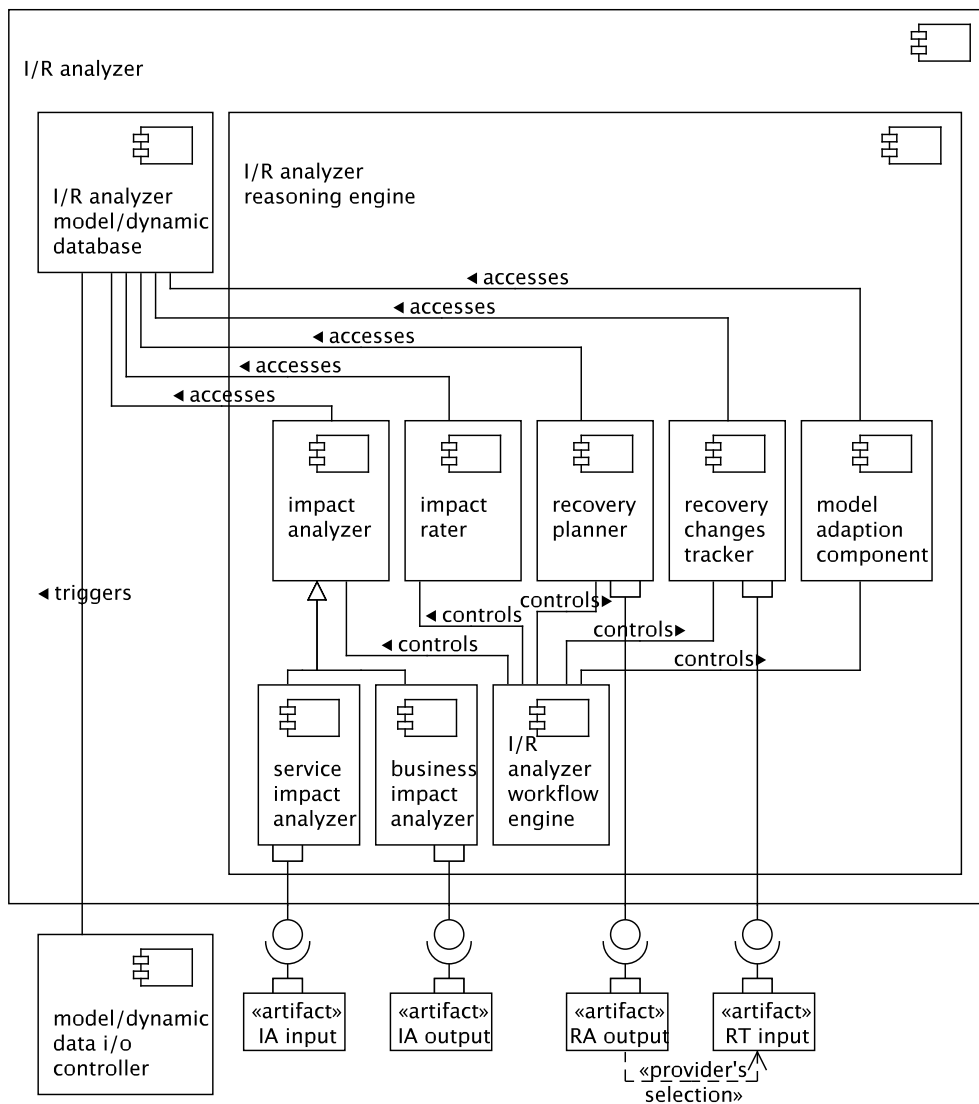 I/R analyzer
I/R analyzer
model/dynamic
database
I/R analyzer
reasoning engine
◄ accesses
◄ accesses
◄ accesses
◄ accesses
◄ accesses
impact
analyzer
impact
rater
recovery
planner
recovery
changes
tracker
model
adaption
component
◄ triggers
controls►
◄ controls
controls►
◄ controls
controls►
service
impact
analyzer
business
impact
analyzer
I/R
analyzer
workflow
engine
model/dynamic
data i/o
controller
«artifact»
IA input
«artifact»
IA output
«artifact»
RA output
«artifact»
RT input
«provider's
selection»